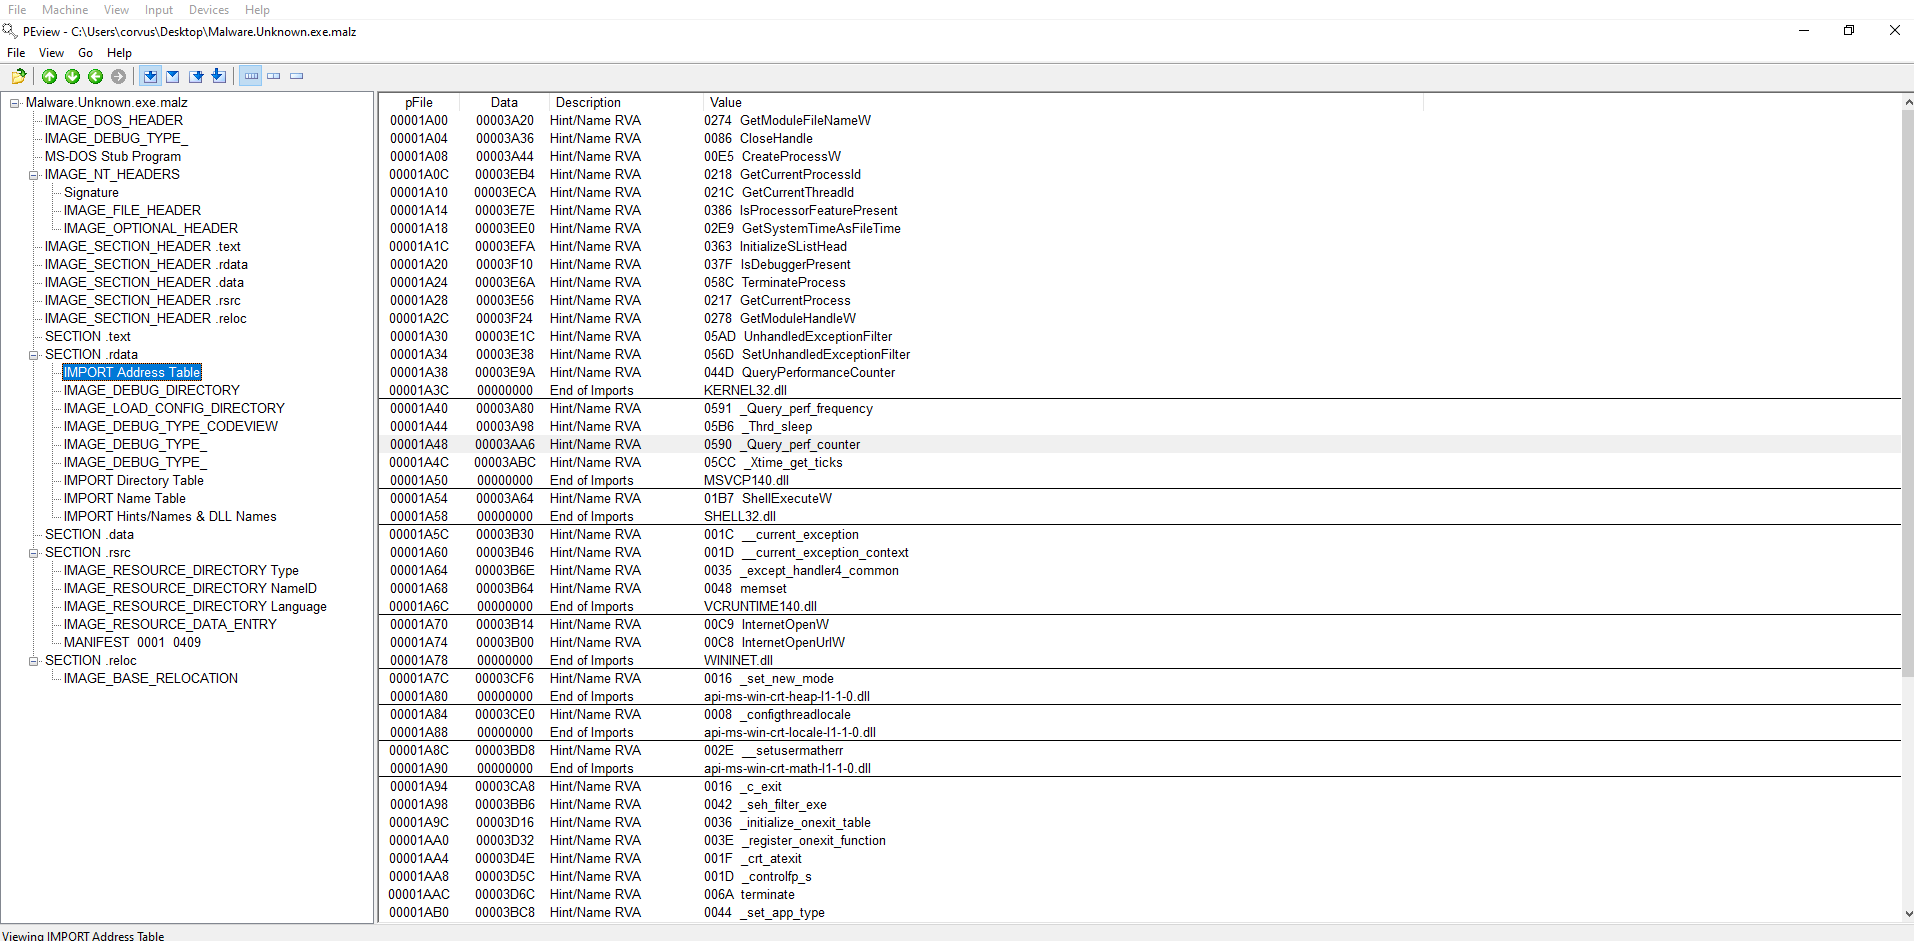 File Machine View Input Devices Help
PEview - C:\Users\corvus\Desktop\Malware.Unknown.exe.malz
File View Go Help
Malware.Unknown.exe.malz
IMAGE_DOS_HEADER
IMAGE_DEBUG_TYPE_
MS-DOS Stub Program
IMAGE_NT_HEADERS
Signature
IMAGE_FILE_HEADER
IMAGE_OPTIONAL_HEADER
IMAGE_SECTION_HEADER .text
IMAGE_SECTION_HEADER .rdata
IMAGE_SECTION_HEADER .data
IMAGE_SECTION_HEADER .rsrc
IMAGE_SECTION_HEADER .reloc
SECTION .text
SECTION .rdata
IMPORT Address Table
IMAGE_DEBUG_DIRECTORY
IMAGE_LOAD_CONFIG_DIRECTORY
IMAGE_DEBUG_TYPE_CODEVIEW
IMAGE_DEBUG_TYPE_
IMAGE_DEBUG_TYPE_
IMPORT Directory Table
IMPORT Name Table
IMPORT Hints/Names & DLL Names
SECTION .data
SECTION .rsrc
IMAGE_RESOURCE_DIRECTORY Type
IMAGE_RESOURCE_DIRECTORY NameID
IMAGE_RESOURCE_DIRECTORY Language
IMAGE_RESOURCE_DATA_ENTRY
MANIFEST 0001 0409
SECTION .reloc
IMAGE_BASE_RELOCATION
pFile Data Description Value
00001A00 00003A20 Hint/Name RVA 0274 GetModuleFileNameW
00001A04 00003A36 Hint/Name RVA 0086 CloseHandle
00001A08 00003A44 Hint/Name RVA 00E5 CreateProcessW
00001A0C 00003EB4 Hint/Name RVA 0218 GetCurrentProcessId
00001A10 00003ECA Hint/Name RVA 021C GetCurrentThreadId
00001A14 00003E7E Hint/Name RVA 0386 IsProcessorFeaturePresent
00001A18 00003EE0 Hint/Name RVA 02E9 GetSystemTimeAsFileTime
00001A1C 00003EFA Hint/Name RVA 0363 InitializeSListHead
00001A20 00003F10 Hint/Name RVA 037F IsDebuggerPresent
00001A24 00003E6A Hint/Name RVA 058C TerminateProcess
00001A28 00003E56 Hint/Name RVA 0217 GetCurrentProcess
00001A2C 00003F24 Hint/Name RVA 0278 GetModuleHandleW
00001A30 00003E1C Hint/Name RVA 05AD UnhandledExceptionFilter
00001A34 00003E38 Hint/Name RVA 056D SetUnhandledExceptionFilter
00001A38 00003E9A Hint/Name RVA 044D QueryPerformanceCounter
00001A3C 00000000 End of Imports KERNEL32.dll
00001A40 00003A80 Hint/Name RVA 0591 _Query_perf_frequency
00001A44 00003A98 Hint/Name RVA 05B6 _Thrd_sleep
00001A48 00003AA6 Hint/Name RVA 0590 _Query_perf_counter
00001A4C 00003ABC Hint/Name RVA 05CC _Xtime_get_ticks
00001A50 00000000 End of Imports MSVCP140.dll
00001A54 00003A64 Hint/Name RVA 01B7 ShellExecuteW
00001A58 00000000 End of Imports SHELL32.dll
00001A5C 00003B30 Hint/Name RVA 001C __current_exception
00001A60 00003B46 Hint/Name RVA 001D __current_exception_context
00001A64 00003B6E Hint/Name RVA 0035 _except_handler4_common
00001A68 00003B64 Hint/Name RVA 0048 memset
00001A6C 00000000 End of Imports VCRUNTIME140.dll
00001A70 00003B14 Hint/Name RVA 00C9 InternetOpenW
00001A74 00003B00 Hint/Name RVA 00C8 InternetOpenUrlW
00001A78 00000000 End of Imports WININET.dll
00001A7C 00003CF6 Hint/Name RVA 0016 _set_new_mode
00001A80 00000000 End of Imports api-ms-win-crt-heap-l1-1-0.dll
00001A84 00003CE0 Hint/Name RVA 0008 _configthreadlocale
00001A88 00000000 End of Imports api-ms-win-crt-locale-l1-1-0.dll
00001A8C 00003BD8 Hint/Name RVA 002E __setusermatherr
00001A90 00000000 End of Imports api-ms-win-crt-math-l1-1-0.dll
00001A94 00003CA8 Hint/Name RVA 0016 _c_exit
00001A98 00003BB6 Hint/Name RVA 0042 _seh_filter_exe
00001A9C 00003D16 Hint/Name RVA 0036 _initialize_onexit_table
00001AA0 00003D32 Hint/Name RVA 003E _register_onexit_function
00001AA4 00003D4E Hint/Name RVA 001F _crt_atexit
00001AA8 00003D5C Hint/Name RVA 001D _controlfp_s
00001AAC 00003D6C Hint/Name RVA 006A terminate
00001AB0 00003BC8 Hint/Name RVA 0044 _set_app_type
Viewing IMPORT Address Table